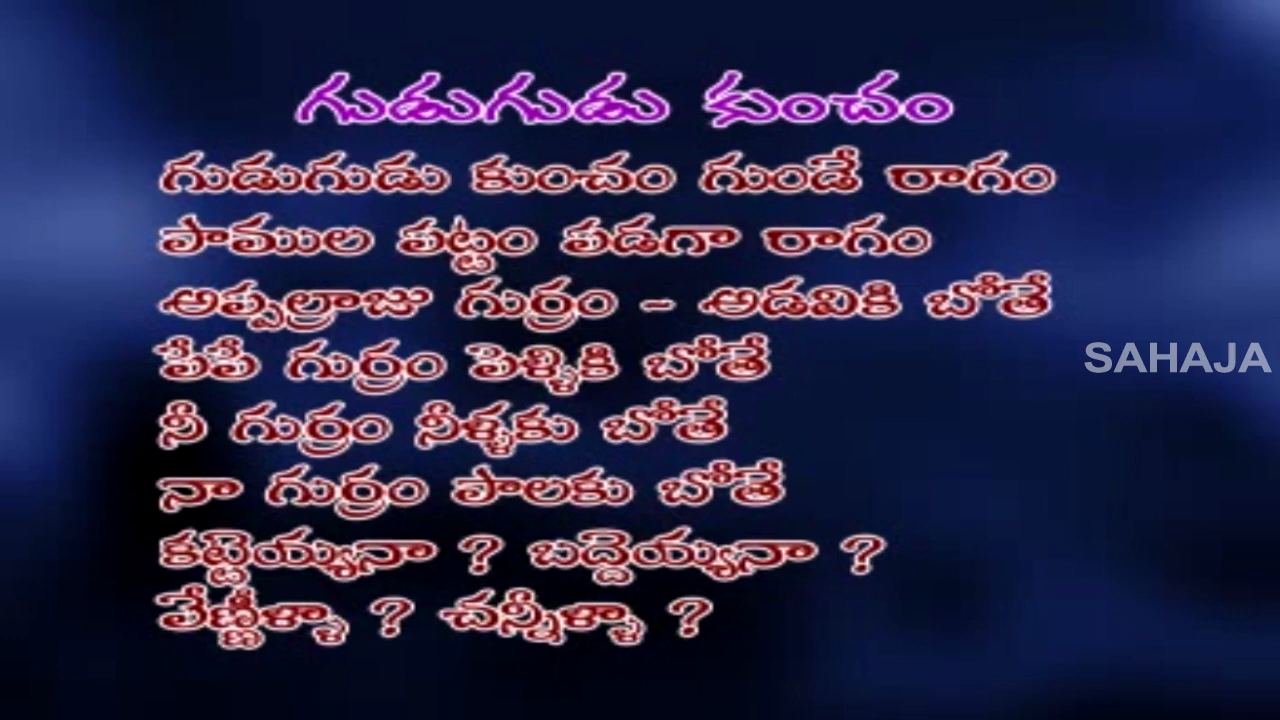 గుడుగుడు కుంచం
గుడుగుడు కుంచం గుండే రాగం
పాముల పట్టం పడగా రాగం
అప్పల్రాజు గుర్రం - అడవికి బోతే
పేపే గుర్రం పెళ్ళికి బోతే
నీ గుర్రం నీళ్ళకు బోతే
నా గుర్రం పాలకు బోతే
కట్టెయ్యనా ? బద్దెయ్యనా ?
వేణ్ణీళ్ళా ? చన్నీళ్ళా ?
SAHAJA